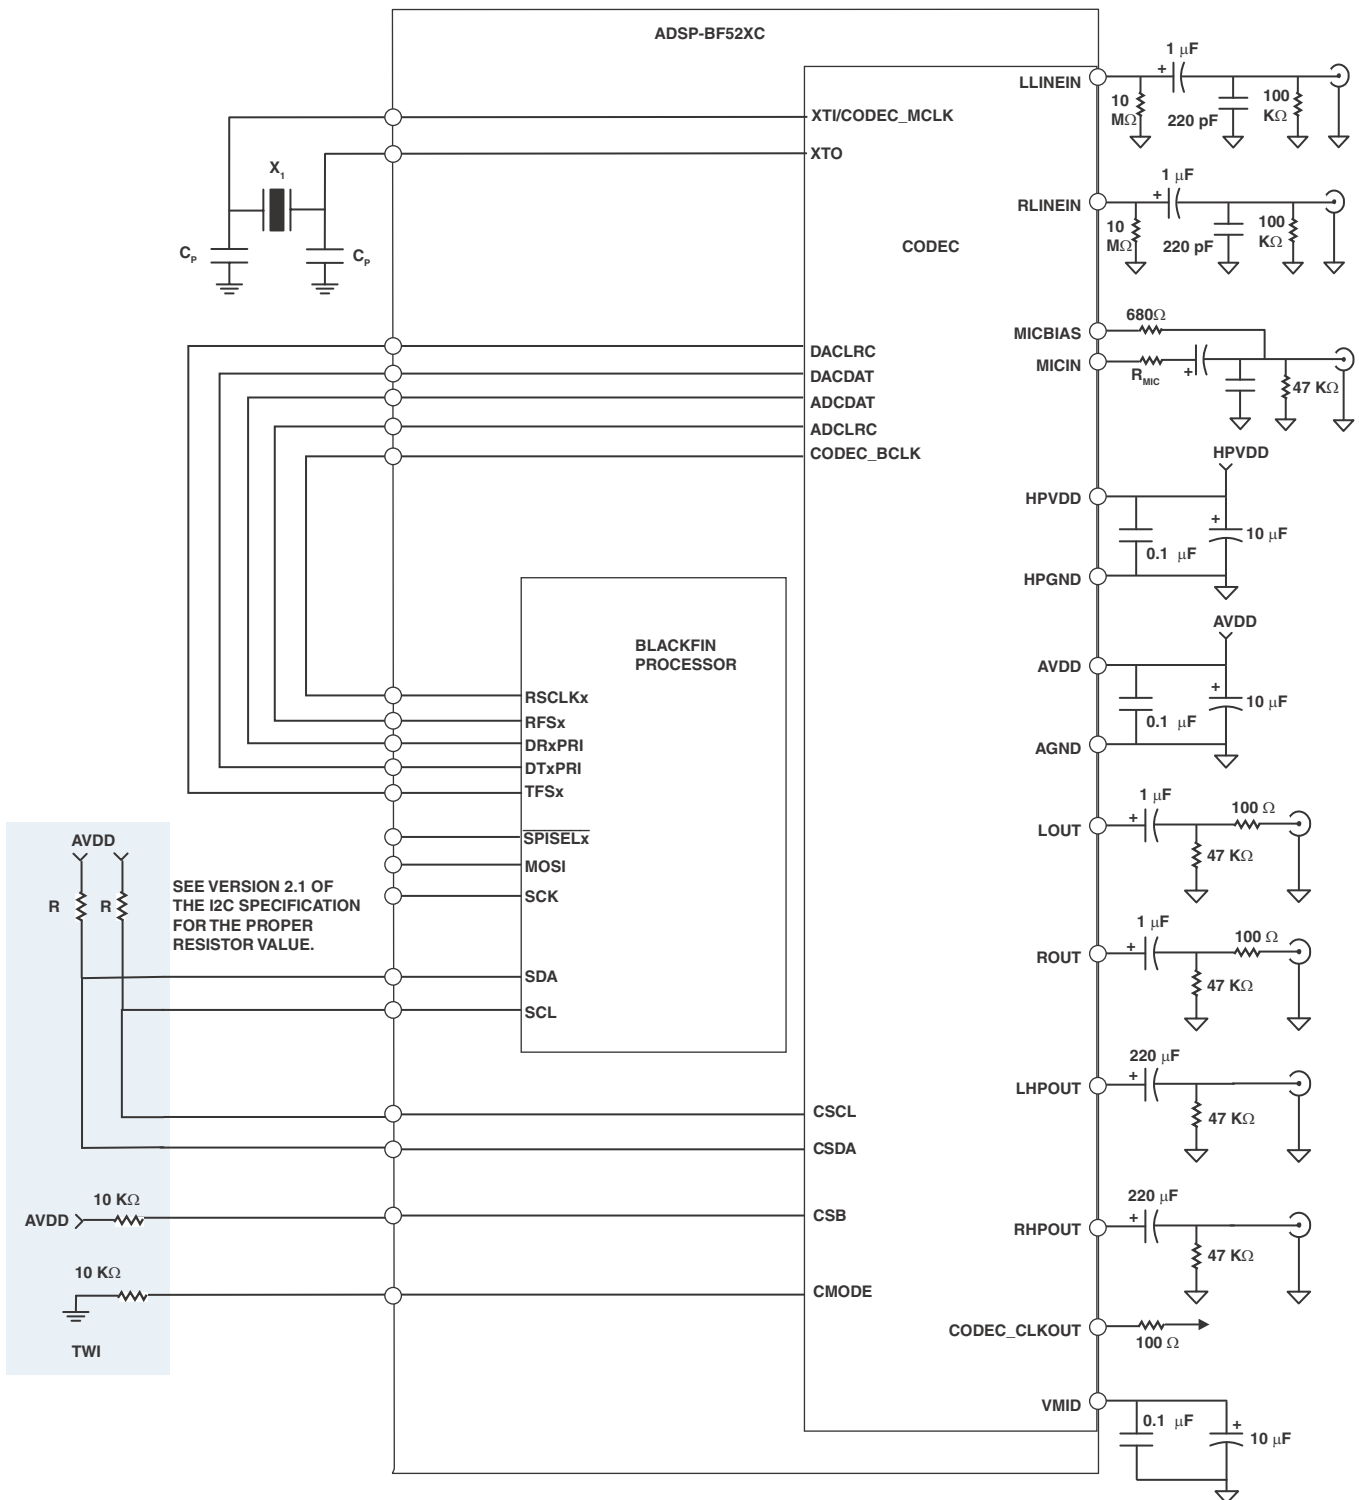 ADSP-BF52XC
XTI/CODEC_MCLK
XTO
X1
CP
CP
CODEC
DACLRC
DACDAT
ADCDAT
ADCLRC
CODEC_BCLK
BLACKFIN
PROCESSOR
RSCLKx
RFSx
DRxPRI
DTxPRI
TFSx
SPISELx
MOSI
SCK
SDA
SCL
AVDD
R
R
SEE VERSION 2.1 OF
THE I2C SPECIFICATION
FOR THE PROPER
RESISTOR VALUE.
CSCL
CSDA
10 KΩ
AVDD
CSB
10 KΩ
CMODE
TWI
LLINEIN
1 μF
10
MΩ
220 pF
100
KΩ
RLINEIN
1 μF
10
MΩ
220 pF
100
KΩ
MICBIAS
680Ω
MICIN
RMIC
+
47 KΩ
HPVDD
HPVDD
+
0.1 μF
10 μF
HPGND
AVDD
AVDD
+
0.1 μF
10 μF
AGND
LOUT
1 μF
+
100 Ω
47 KΩ
ROUT
1 μF
+
100 Ω
47 KΩ
LHPOUT
220 μF
+
47 KΩ
RHPOUT
220 μF
+
47 KΩ
CODEC_CLKOUT
100 Ω
VMID
0.1 μF
+
10 μF